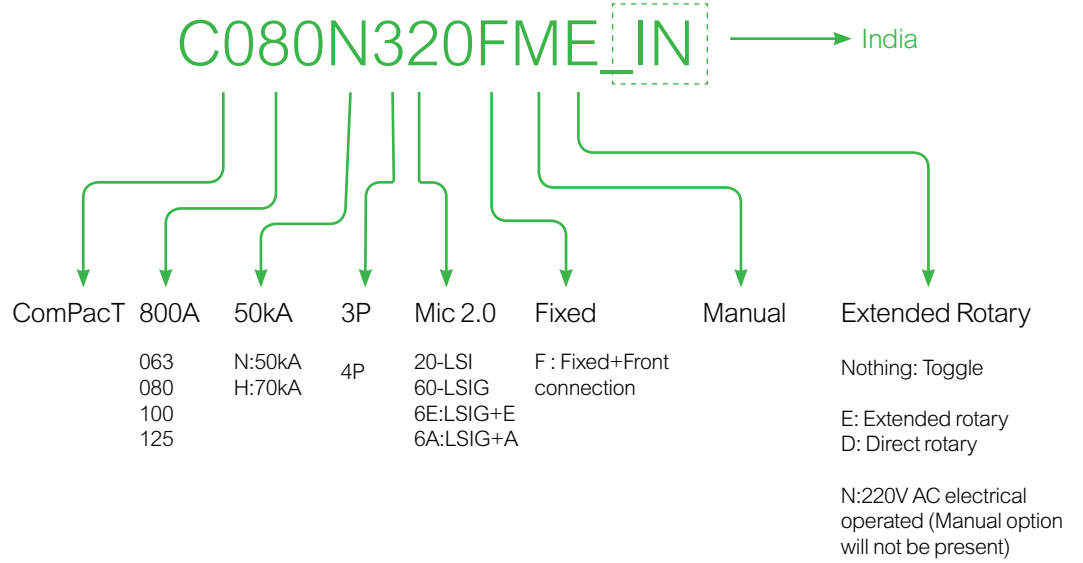 C080N320FME_IN
India
ComPacT
800A
063
080
100
125
50kA
N:50kA
H:70kA
3P
4P
Mic 2.0
20-LSI
60-LSIG
6E:LSIG+E
6A:LSIG+A
Fixed
F : Fixed+Front
connection
Manual
Extended Rotary
Nothing: Toggle
E: Extended rotary
D: Direct rotary
N:220V AC electrical
operated (Manual option
will not be present)